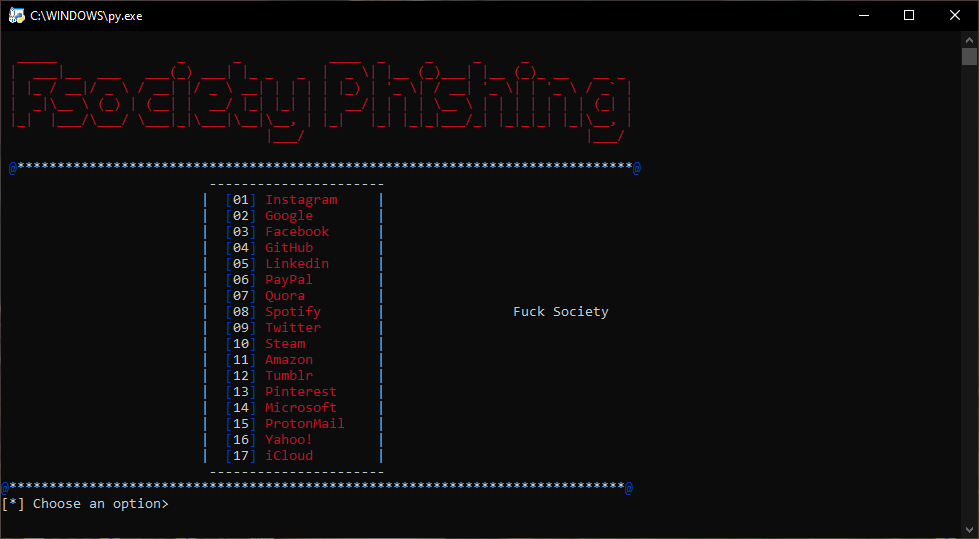 C:\WINDOWS\py.exe
Fsociety Phishing
@*****************************************************************************@
----------------------
| [01] Instagram |
| [02] Google |
| [03] Facebook |
| [04] GitHub |
| [05] Linkedin |
| [06] PayPal |
| [07] Quora |
| [08] Spotify | Fuck Society
| [09] Twitter |
| [10] Steam |
| [11] Amazon |
| [12] Tumblr |
| [13] Pinterest |
| [14] Microsoft |
| [15] ProtonMail |
| [16] Yahoo! |
| [17] iCloud |
----------------------
@*****************************************************************************@
[*] Choose an option>